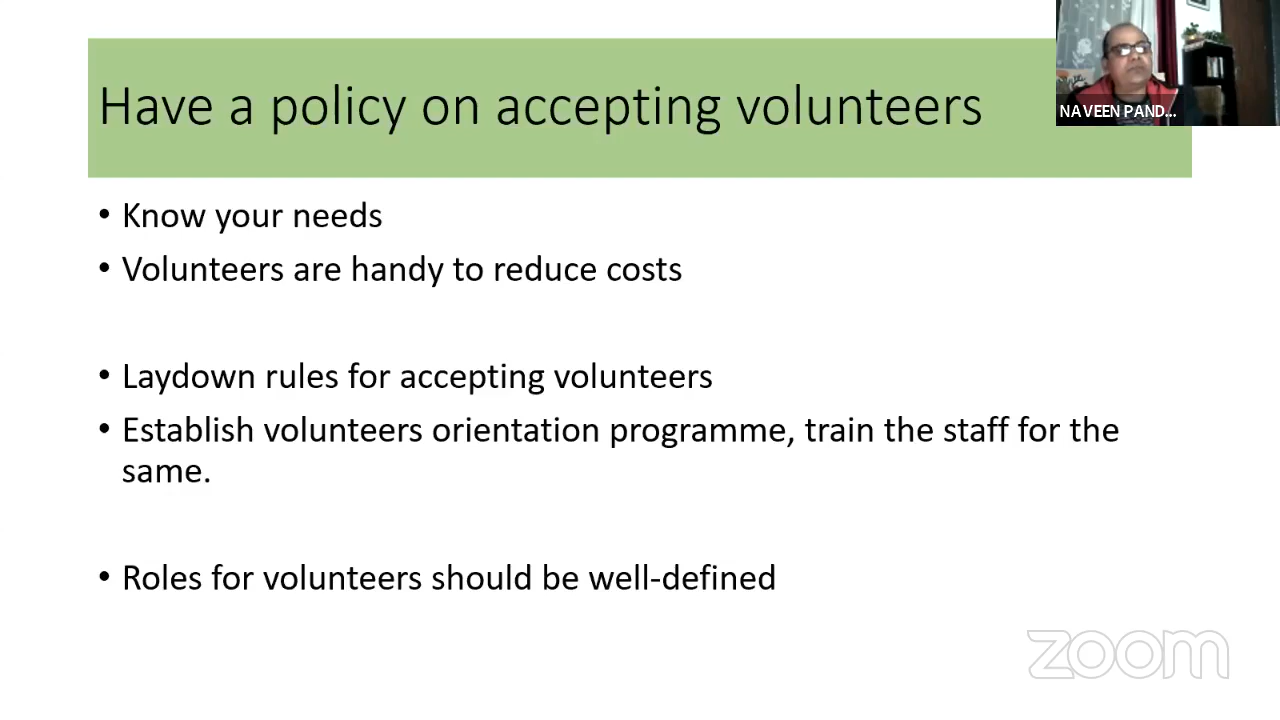 Have a policy on accepting volunteers
NAVEEN PAND...
• Know your needs
• Volunteers are handy to reduce costs
• Laydown rules for accepting volunteers
• Establish volunteers orientation programme, train the staff for the
same.
• Roles for volunteers should be well-defined
zoom